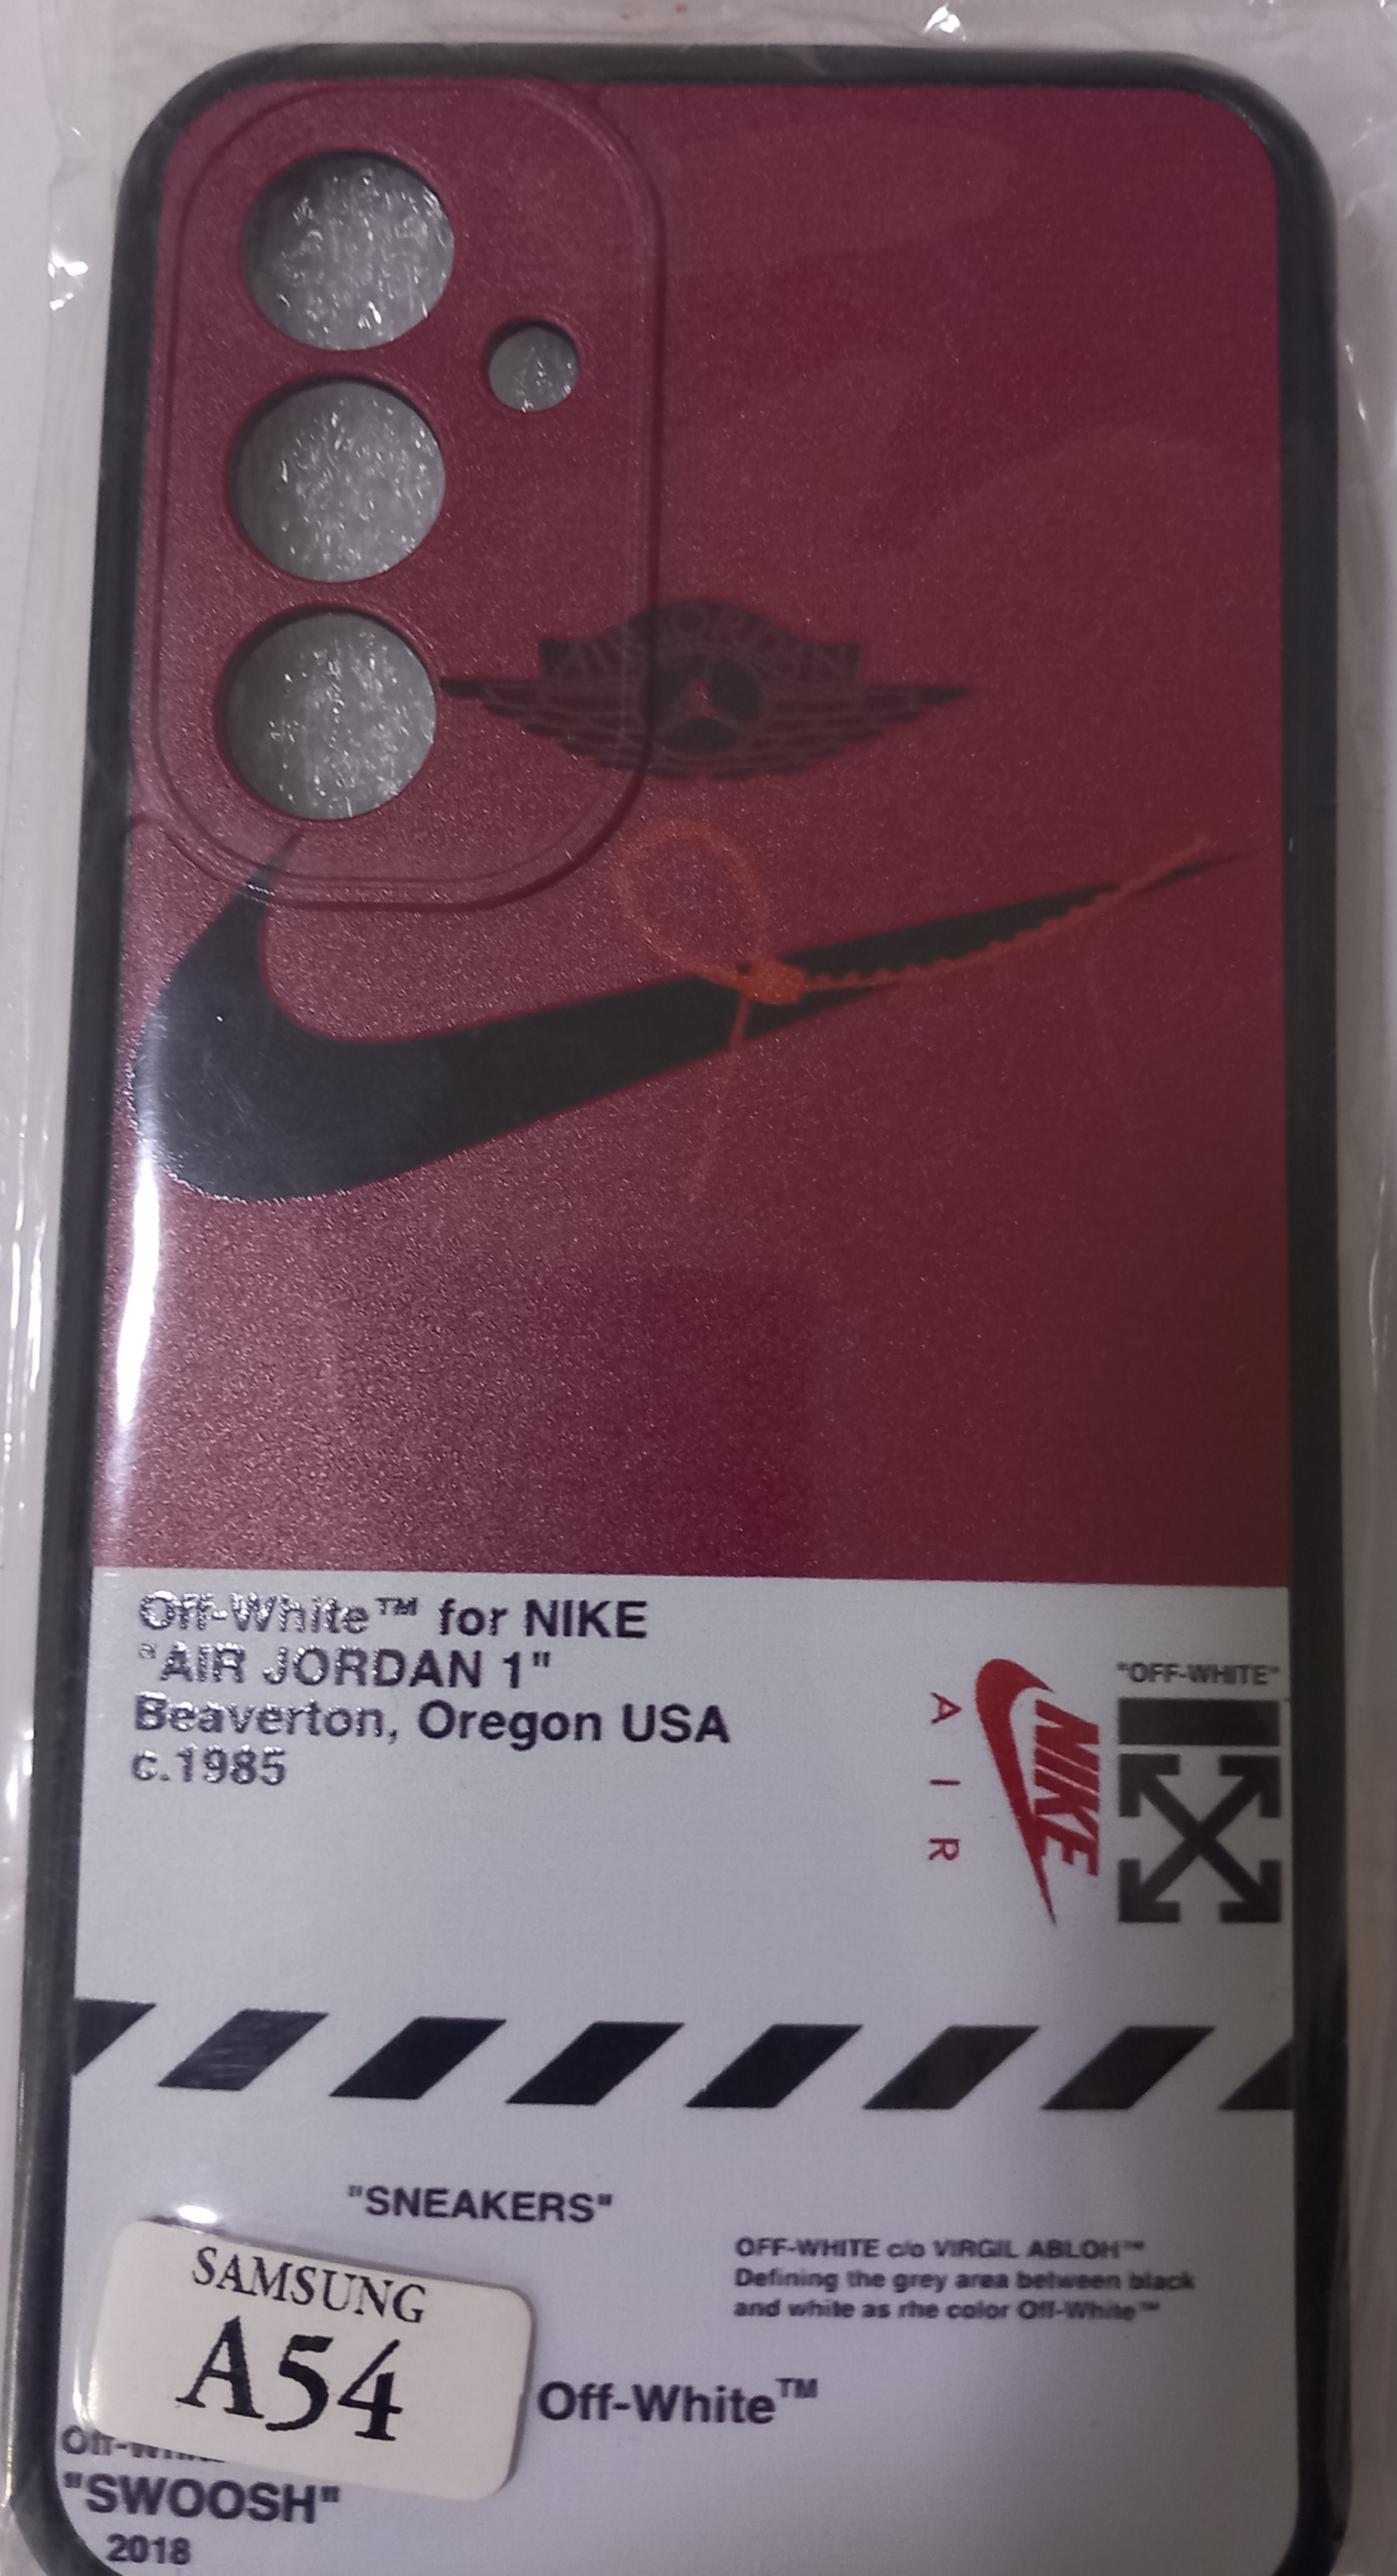 AIR JORDAN
Off-White™ for NIKE
"AIR JORDAN 1"
Beaverton, Oregon USA
c.1985
"OFF-WHITE"
NIKE
AIR
"SNEAKERS"
OFF-WHITE c/o VIRGIL ABLOH™
Defining the grey area between black
and white as rhe color Off-White™
SAMSUNG
A54
Off-White™
"SWOOSH"
2018